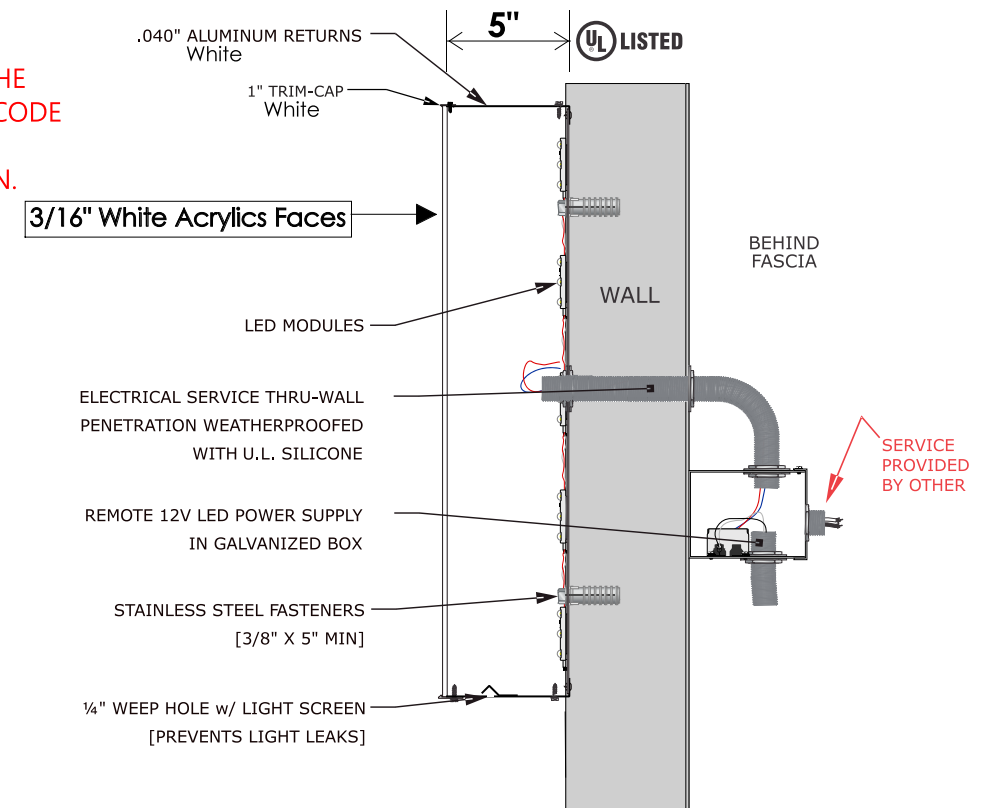 5"
.040" ALUMINUM RETURNS
White
UL LISTED
HE
CODE
N.
1" TRIM-CAP
White
3/16" White Acrylics Faces
BEHIND
FASCIA
WALL
LED MODULES
ELECTRICAL SERVICE THRU-WALL
PENETRATION WEATHERPROOFED
WITH U.L. SILICONE
SERVICE
PROVIDED
BY OTHER
REMOTE 12V LED POWER SUPPLY
IN GALVANIZED BOX
STAINLESS STEEL FASTENERS
[3/8" X 5" MIN]
¼" WEEP HOLE w/ LIGHT SCREEN
[PREVENTS LIGHT LEAKS]